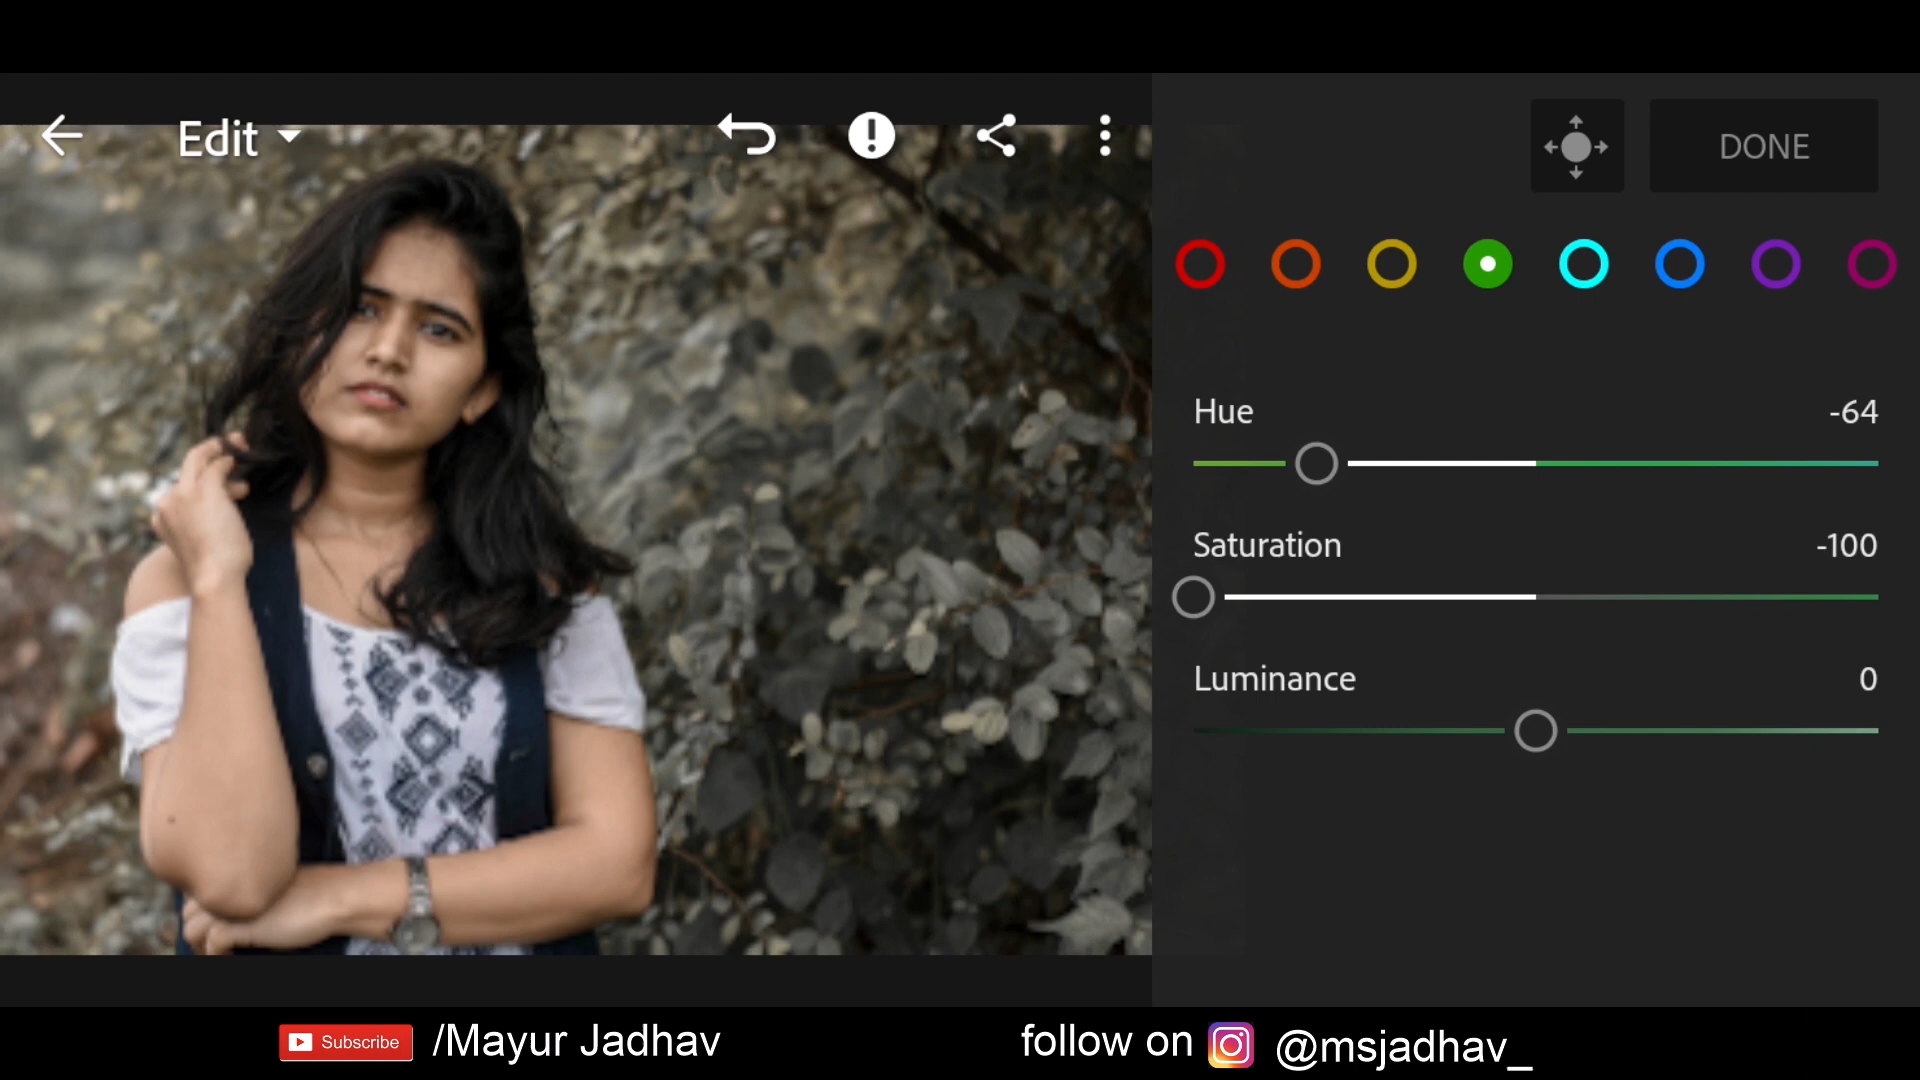 Edit
DONE
Hue -64
Saturation -100
Luminance 0
Subscribe /Mayur Jadhav
follow on @msjadhav_